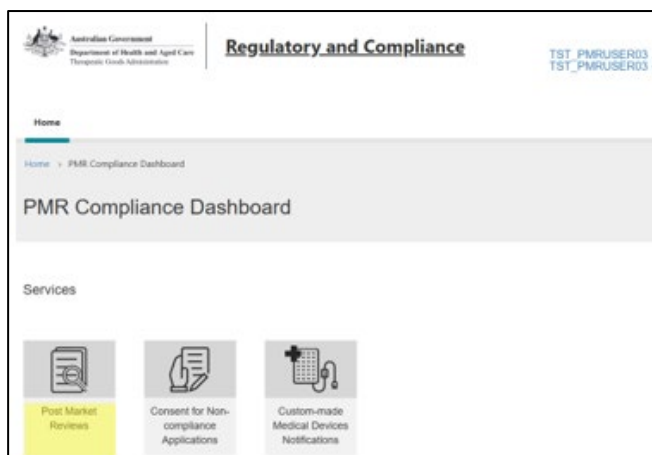 Australian Government
Department of Health and Aged Care
Therapeutic Goods Administration
Regulatory and Compliance
TST_PMRUSER03
TST_PMRUSER03
Home
Home > PMR Compliance Dashboard
PMR Compliance Dashboard
Services
Post Market
Reviews
Consent for Non-
compliance
Applications
Custom-made
Medical Devices
Notifications